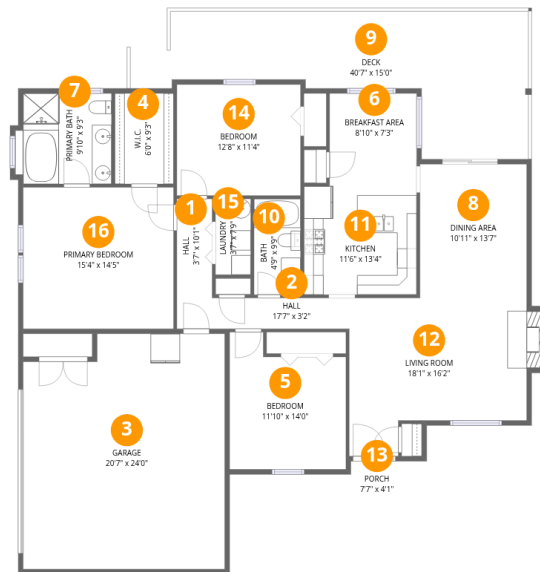 9
DECK
40'7" x 15'0"
7
PRIMARY BATH
9'10" x 9'3"
4
W.I.C.
6'0" x 9'3"
14
BEDROOM
12'8" x 11'4"
6
BREAKFAST AREA
8'10" x 7'3"
16
PRIMARY BEDROOM
15'4" x 14'5"
1
HALL
3'7" x 10'1"
15
LAUNDRY
3'7" x 7'9"
10
BATH
4'9" x 9'9"
11
KITCHEN
11'6" x 13'4"
8
DINING AREA
10'11" x 13'7"
2
HALL
17'7" x 3'2"
12
LIVING ROOM
18'1" x 16'2"
5
BEDROOM
11'10" x 14'0"
3
GARAGE
20'7" x 24'0"
13
PORCH
7'7" x 4'1"